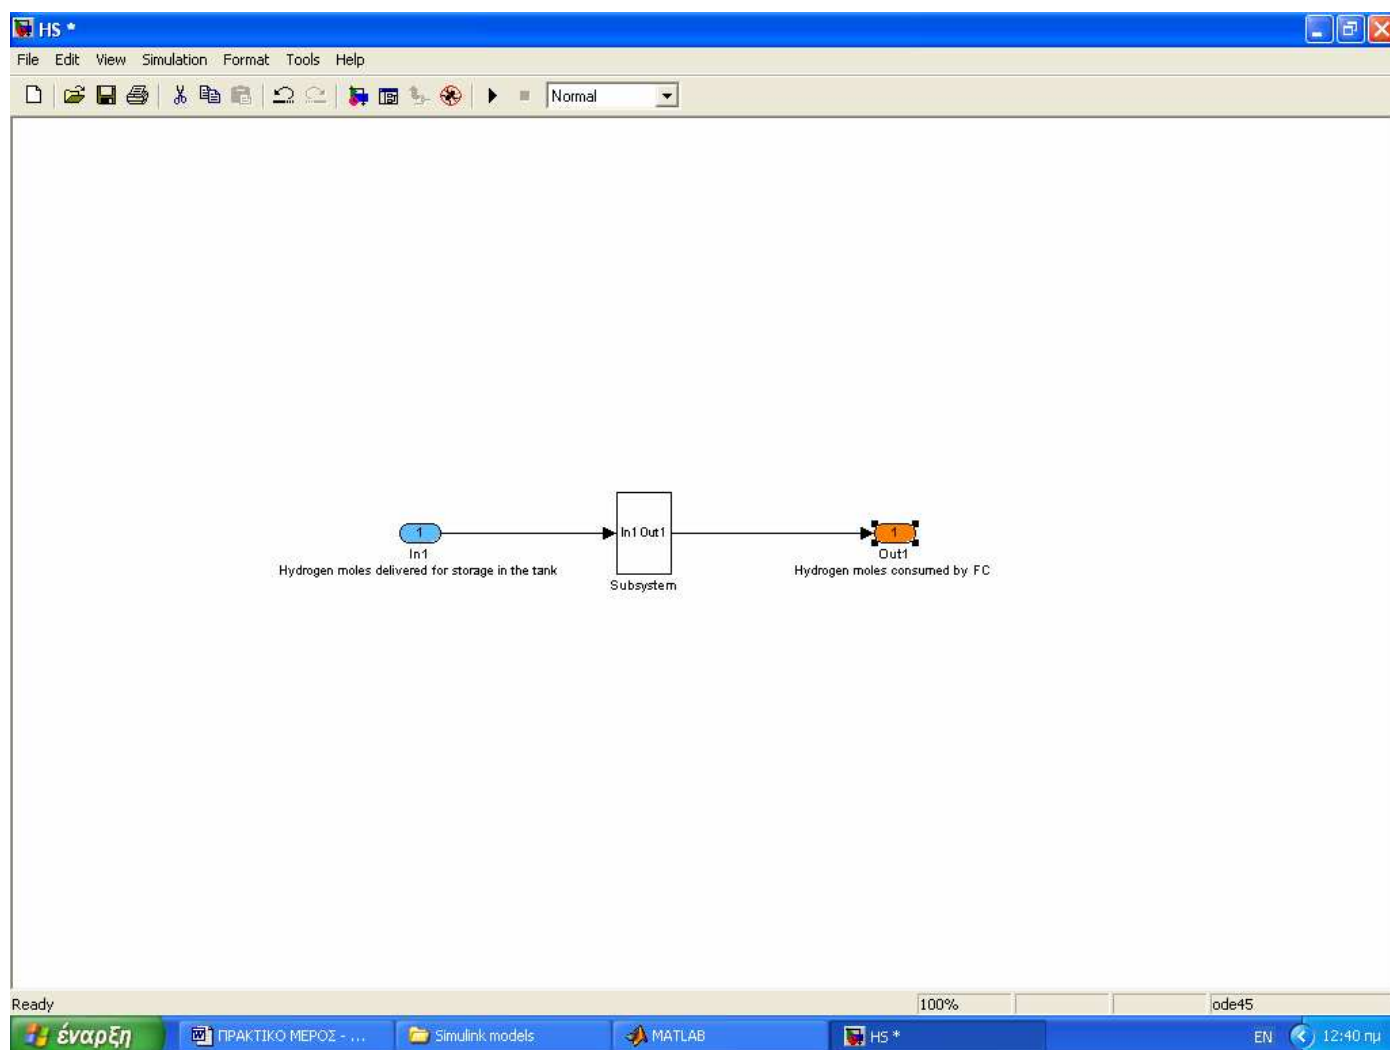 HS *
File Edit View Simulation Format Tools Help
Normal
1
In1
Hydrogen moles delivered for storage in the tank
In1 Out1
Subsystem
1
Out1
Hydrogen moles consumed by FC
Ready
100%
ode45
έναρξη
ΠΡΑΚΤΙΚΟ ΜΕΡΟΣ - ...
Simulink models
MATLAB
HS *
EN
12:40 πμ